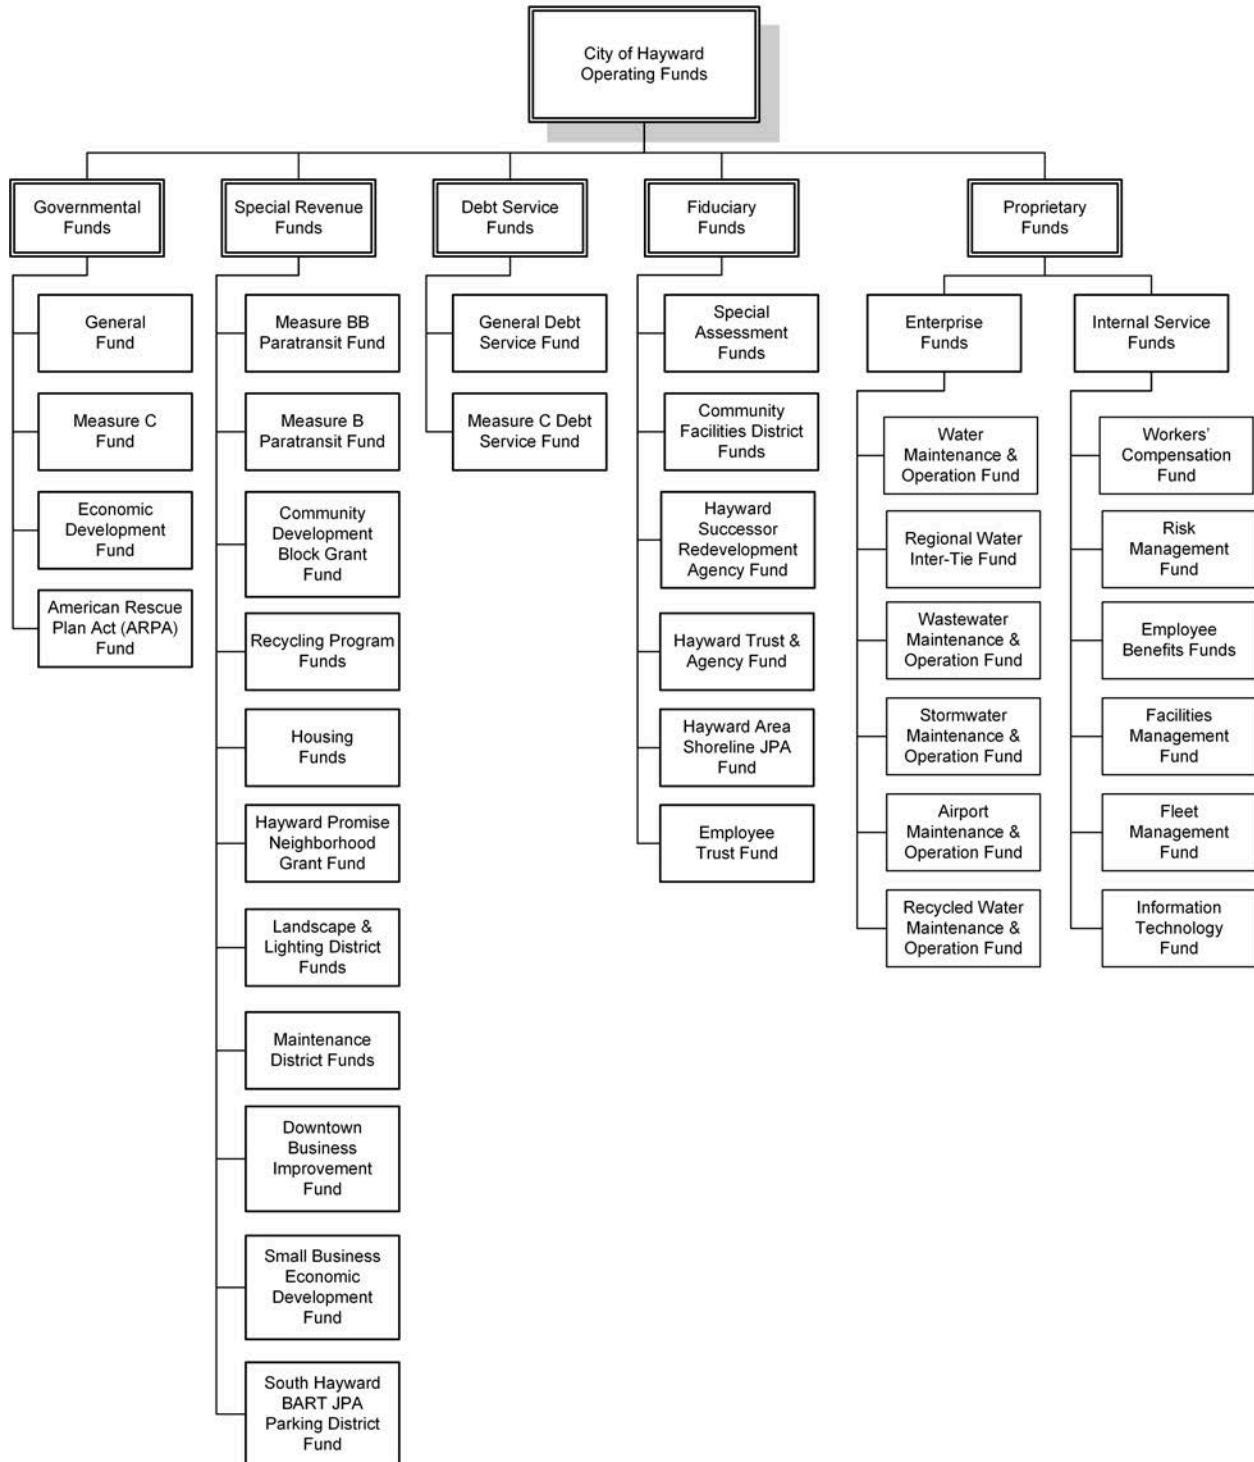 City of Hayward
Operating Funds
Governmental
Funds
Special Revenue
Funds
Debt Service
Funds
Fiduciary
Funds
Proprietary
Funds
General
Fund
Measure C
Fund
Economic
Development
Fund
American Rescue
Plan Act (ARPA)
Fund
Measure BB
Paratransit Fund
Measure B
Paratransit Fund
Community
Development
Block Grant
Fund
Recycling Program
Funds
Housing
Funds
Hayward Promise
Neighborhood
Grant Fund
Landscape &
Lighting District
Funds
Maintenance
District Funds
Downtown
Business
Improvement
Fund
Small Business
Economic
Development
Fund
South Hayward
BART JPA
Parking District
Fund
General Debt
Service Fund
Measure C Debt
Service Fund
Special
Assessment
Funds
Community
Facilities District
Funds
Hayward
Successor
Redevelopment
Agency Fund
Hayward Trust &
Agency Fund
Hayward Area
Shoreline JPA
Fund
Employee
Trust Fund
Enterprise
Funds
Water
Maintenance &
Operation Fund
Regional Water
Inter-Tie Fund
Wastewater
Maintenance &
Operation Fund
Stormwater
Maintenance &
Operation Fund
Airport
Maintenance &
Operation Fund
Recycled Water
Maintenance &
Operation Fund
Internal Service
Funds
Workers'
Compensation
Fund
Risk
Management
Fund
Employee
Benefits Funds
Facilities
Management
Fund
Fleet
Management
Fund
Information
Technology
Fund